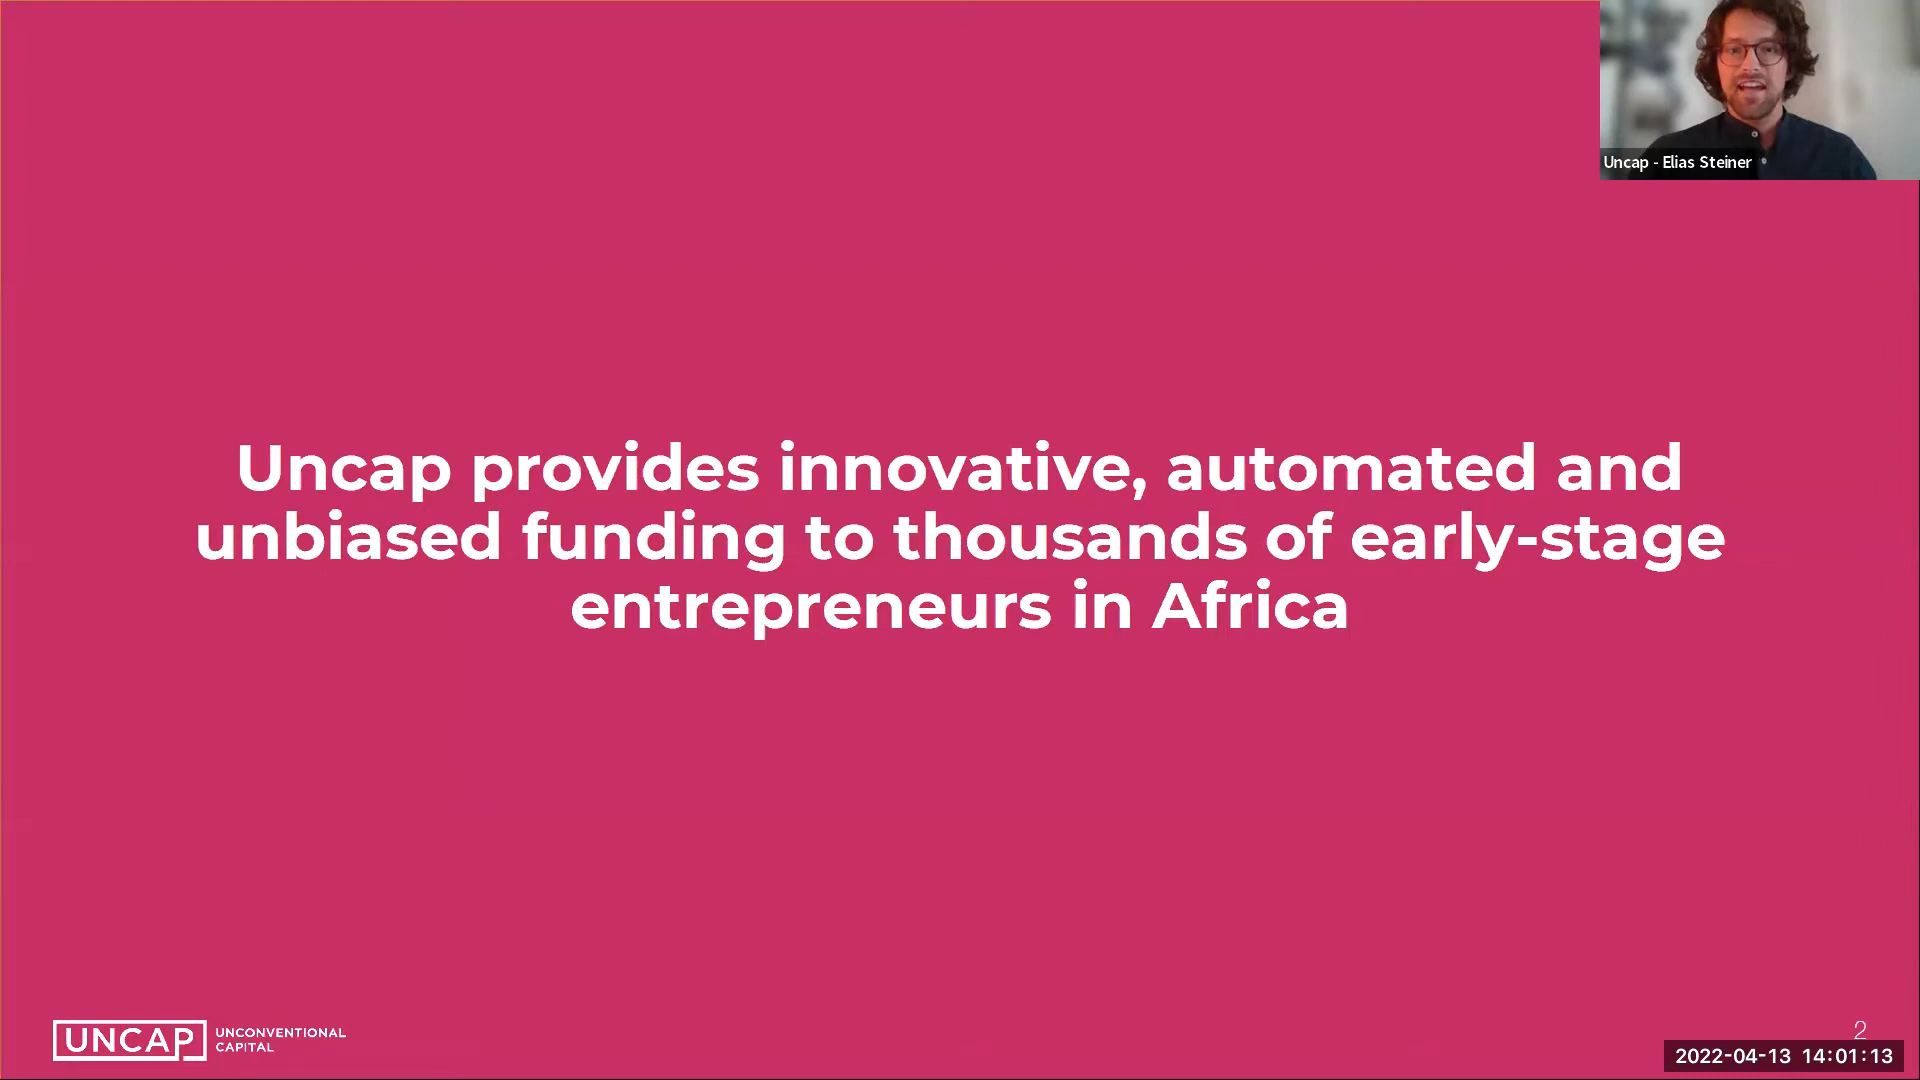 Uncap - Elias Steiner
Uncap provides innovative, automated and
unbiased funding to thousands of early-stage
entrepreneurs in Africa
UNCAP
UNCONVENTIONAL
CAPITAL
2
2022-04-13 14:01:13